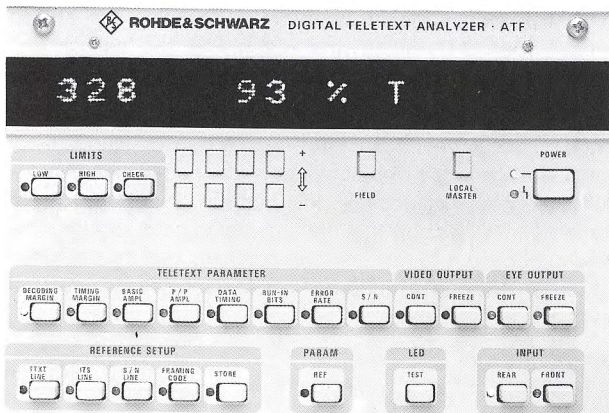 ROHDE & SCHWARZ DIGITAL TELETEXT ANALYZER · ATF
328 93 % T
LIMITS
LOW HIGH CHECK
+
-
FIELD
LOCAL
MASTER
POWER
TELETEXT PARAMETER
DECODING
MARGIN
TIMING
MARGIN
BASIC
AMPL
P / P
AMPL
DATA
TIMING
RUN-IN
BITS
ERROR
RATE
S / N
VIDEO OUTPUT
CONT FREEZE
EYE OUTPUT
CONT FREEZE
REFERENCE SETUP
TTXT
LINE
ITS
LINE
S / N
LINE
FRAMING
CODE
STORE
PARAM
REF
LED
TEST
INPUT
REAR FRONT